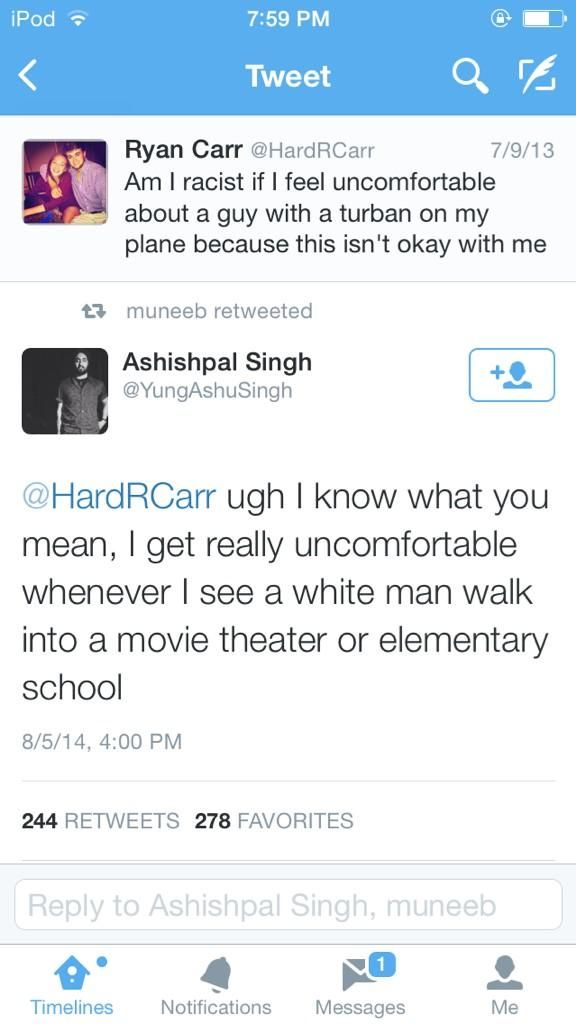 iPod 7:59 PM
Tweet
Ryan Carr @HardRCarr 7/9/13
Am I racist if I feel uncomfortable
about a guy with a turban on my
plane because this isn't okay with me
muneeb retweeted
Ashishpal Singh
@YungAshuSingh
@HardRCarr ugh I know what you
mean, I get really uncomfortable
whenever I see a white man walk
into a movie theater or elementary
school
8/5/14, 4:00 PM
244 RETWEETS 278 FAVORITES
Reply to Ashishpal Singh, muneeb
1
Timelines Notifications Messages Me